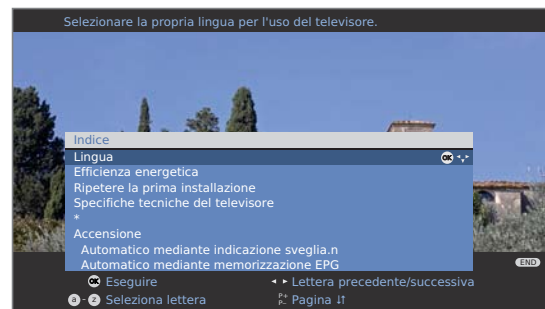 Selezionare la propria lingua per l'uso del televisore.
Indice
Lingua OK
Efficienza energetica
Ripetere la prima installazione
Specifiche tecniche del televisore
*
Accensione
Automatico mediante indicazione sveglia.n
Automatico mediante memorizzazione EPG
END
OK Eseguire ◂ ▸ Lettera precedente/successiva
a - z Seleziona lettera P+ P− Pagina ↓↑